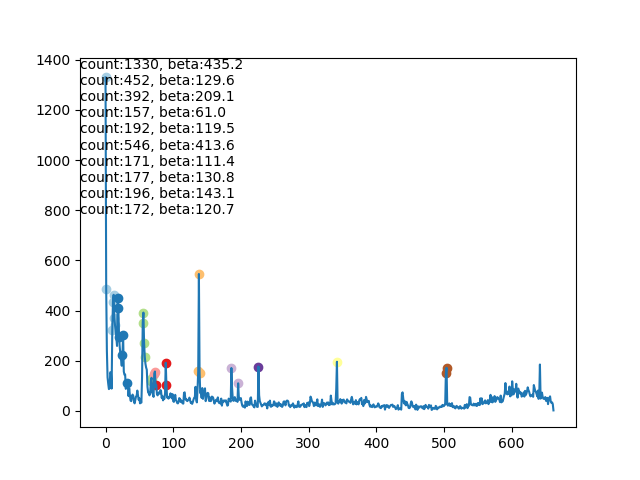 1400
1200
1000
800
600
400
200
0
count:1330, beta:435.2
count:452, beta:129.6
count:392, beta:209.1
count:157, beta:61.0
count:192, beta:119.5
count:546, beta:413.6
count:171, beta:111.4
count:177, beta:130.8
count:196, beta:143.1
count:172, beta:120.7
0 100 200 300 400 500 600